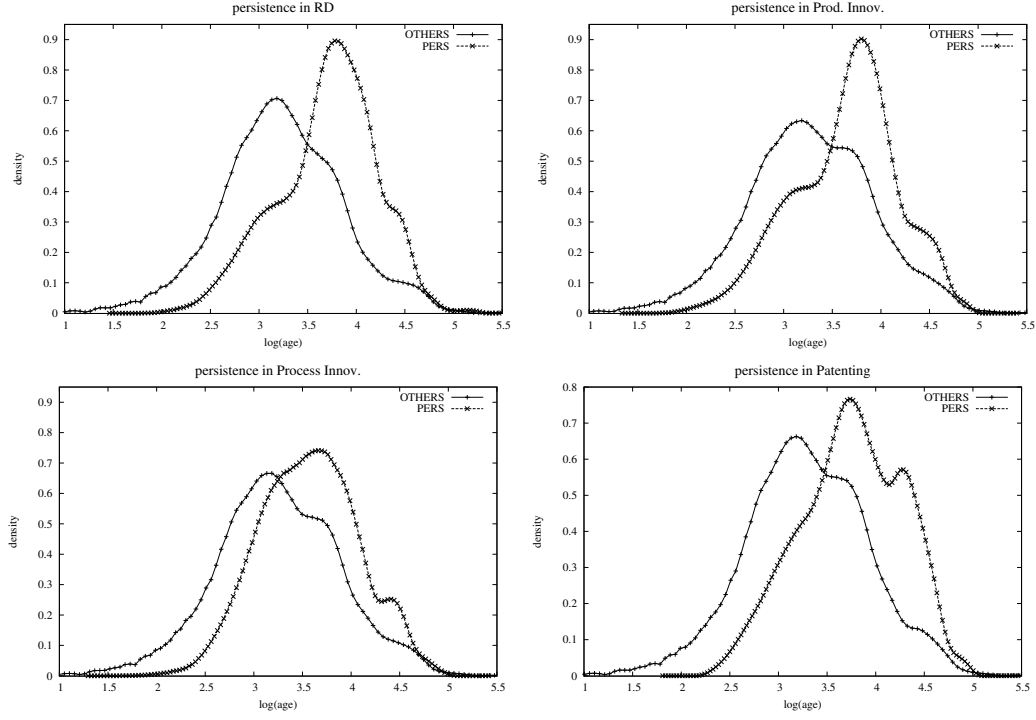 persistence in RD
OTHERS
PERS
0.9
0.8
0.7
0.6
0.5
0.4
0.3
0.2
0.1
0
density
1 1.5 2 2.5 3 3.5 4 4.5 5 5.5
log(age)
persistence in Prod. Innov.
OTHERS
PERS
0.9
0.8
0.7
0.6
0.5
0.4
0.3
0.2
0.1
0
density
1 1.5 2 2.5 3 3.5 4 4.5 5 5.5
log(age)
persistence in Process Innov.
OTHERS
PERS
0.9
0.8
0.7
0.6
0.5
0.4
0.3
0.2
0.1
0
density
1 1.5 2 2.5 3 3.5 4 4.5 5 5.5
log(age)
persistence in Patenting
OTHERS
PERS
0.8
0.7
0.6
0.5
0.4
0.3
0.2
0.1
0
density
1 1.5 2 2.5 3 3.5 4 4.5 5 5.5
log(age)